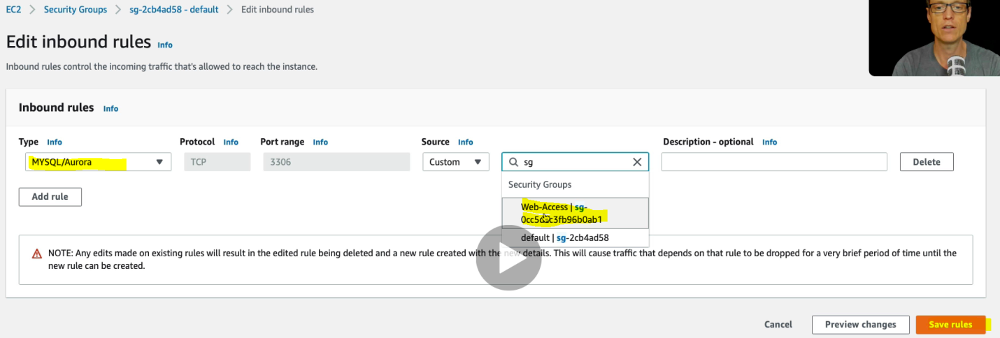 EC2 > Security Groups > sg-2cb4ad58 - default > Edit inbound rules
Edit inbound rules Info
Inbound rules control the incoming traffic that's allowed to reach the instance.
Inbound rules Info
Type Info Protocol Info Port range Info Source Info Description - optional Info
MYSQL/Aurora TCP 3306 Custom sg Delete
Add rule
Security Groups
Web-Access | sg-
default | sg-2cb4ad58
NOTE: Any edits made on existing rules will result in the edited rule being deleted and a new rule created with the new details. This will cause traffic that depends on that rule to be dropped for a very brief period of time until the
new rule can be created.
Cancel Preview changes Save rules